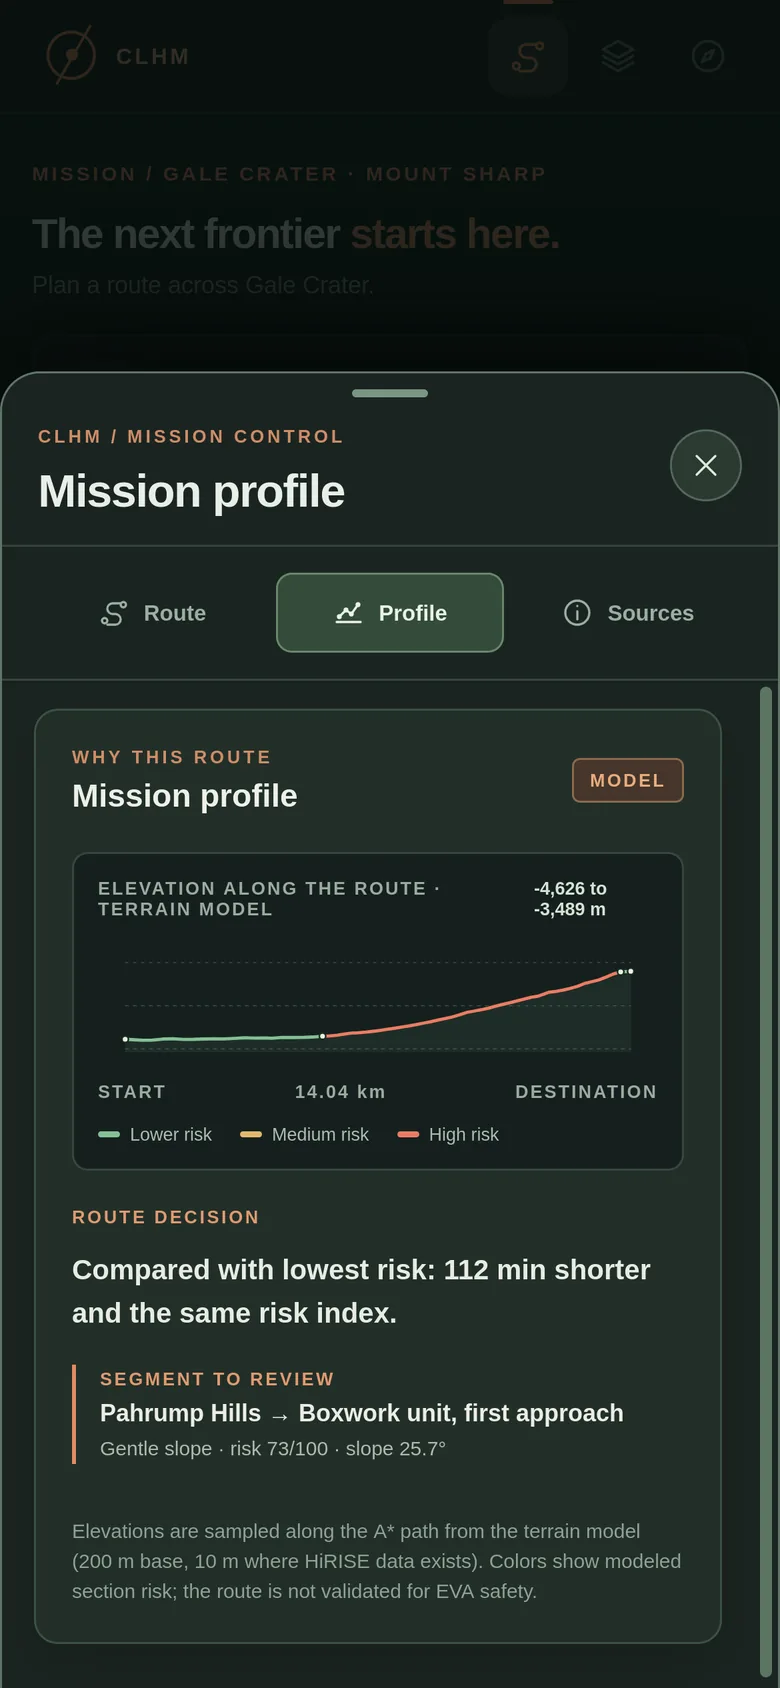 CLHM
MISSION / GALE CRATER · MOUNT SHARP
The next frontier starts here.
Plan a route across Gale Crater.
CLHM / MISSION CONTROL
Mission profile
Route
Profile
Sources
WHY THIS ROUTE
Mission profile
MODEL
ELEVATION ALONG THE ROUTE ·
TERRAIN MODEL
-4,626 to
-3,489 m
START
14.04 km
DESTINATION
Lower risk
Medium risk
High risk
ROUTE DECISION
Compared with lowest risk: 112 min shorter
and the same risk index.
SEGMENT TO REVIEW
Pahrump Hills → Boxwork unit, first approach
Gentle slope · risk 73/100 · slope 25.7°
Elevations are sampled along the A* path from the terrain model
(200 m base, 10 m where HiRISE data exists). Colors show modeled
section risk; the route is not validated for EVA safety.